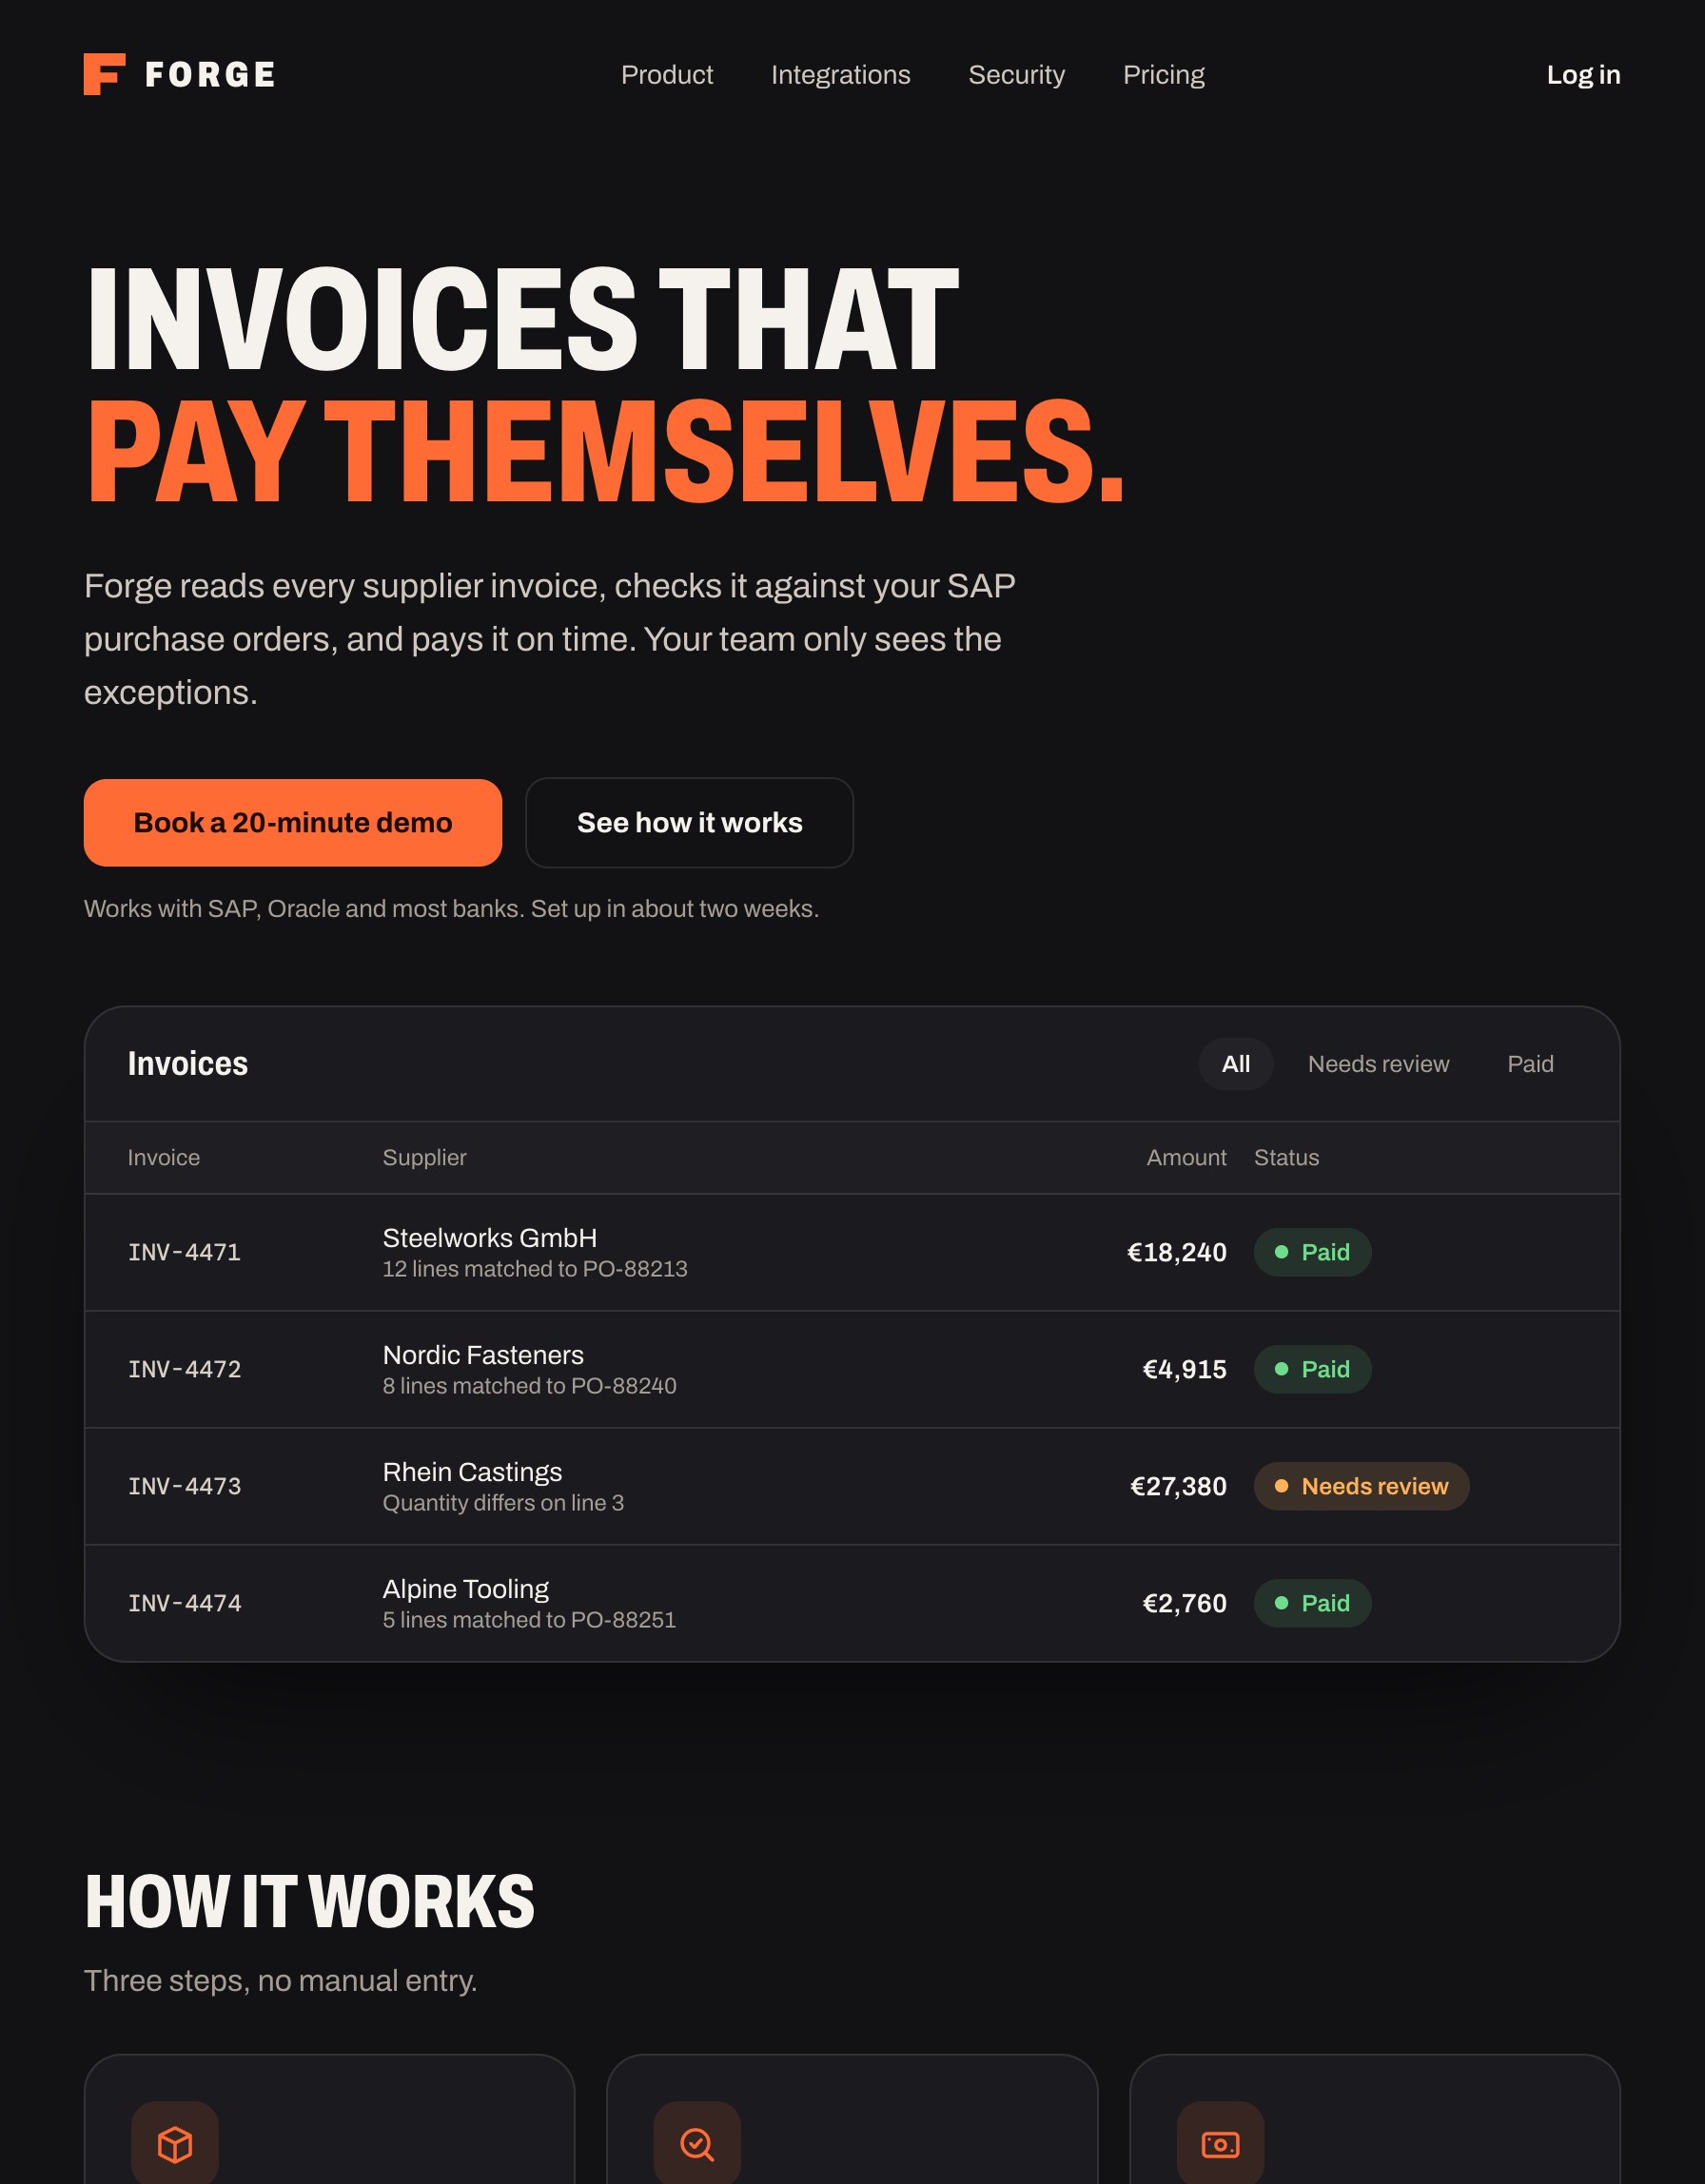 FORGE
Product Integrations Security Pricing
Log in
INVOICES THAT
PAY THEMSELVES.
Forge reads every supplier invoice, checks it against your SAP
purchase orders, and pays it on time. Your team only sees the
exceptions.
Book a 20-minute demo
See how it works
Works with SAP, Oracle and most banks. Set up in about two weeks.
Invoices
All Needs review Paid
Invoice Supplier Amount Status
INV-4471 Steelworks GmbH €18,240 Paid
12 lines matched to PO-88213
INV-4472 Nordic Fasteners €4,915 Paid
8 lines matched to PO-88240
INV-4473 Rhein Castings €27,380 Needs review
Quantity differs on line 3
INV-4474 Alpine Tooling €2,760 Paid
5 lines matched to PO-88251
HOW IT WORKS
Three steps, no manual entry.